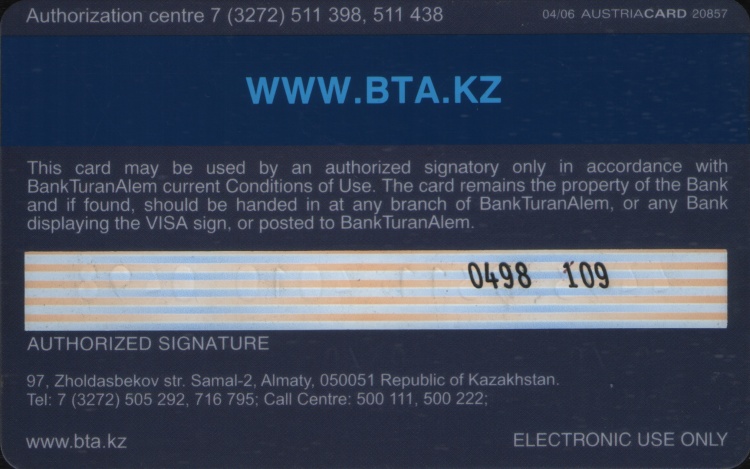 Authorization centre 7 (3272) 511 398, 511 438
04/06 AUSTRIACARD 20857
WWW.BTA.KZ
This card may be used by an authorized signatory only in accordance with
BankTuranAlem current Conditions of Use. The card remains the property of the Bank
and if found, should be handed in at any branch of BankTuranAlem, or any Bank
displaying the VISA sign, or posted to BankTuranAlem.
0498 109
AUTHORIZED SIGNATURE
97, Zholdasbekov str. Samal-2, Almaty, 050051 Republic of Kazakhstan.
Tel: 7 (3272) 505 292, 716 795; Call Centre: 500 111, 500 222;
www.bta.kz
ELECTRONIC USE ONLY